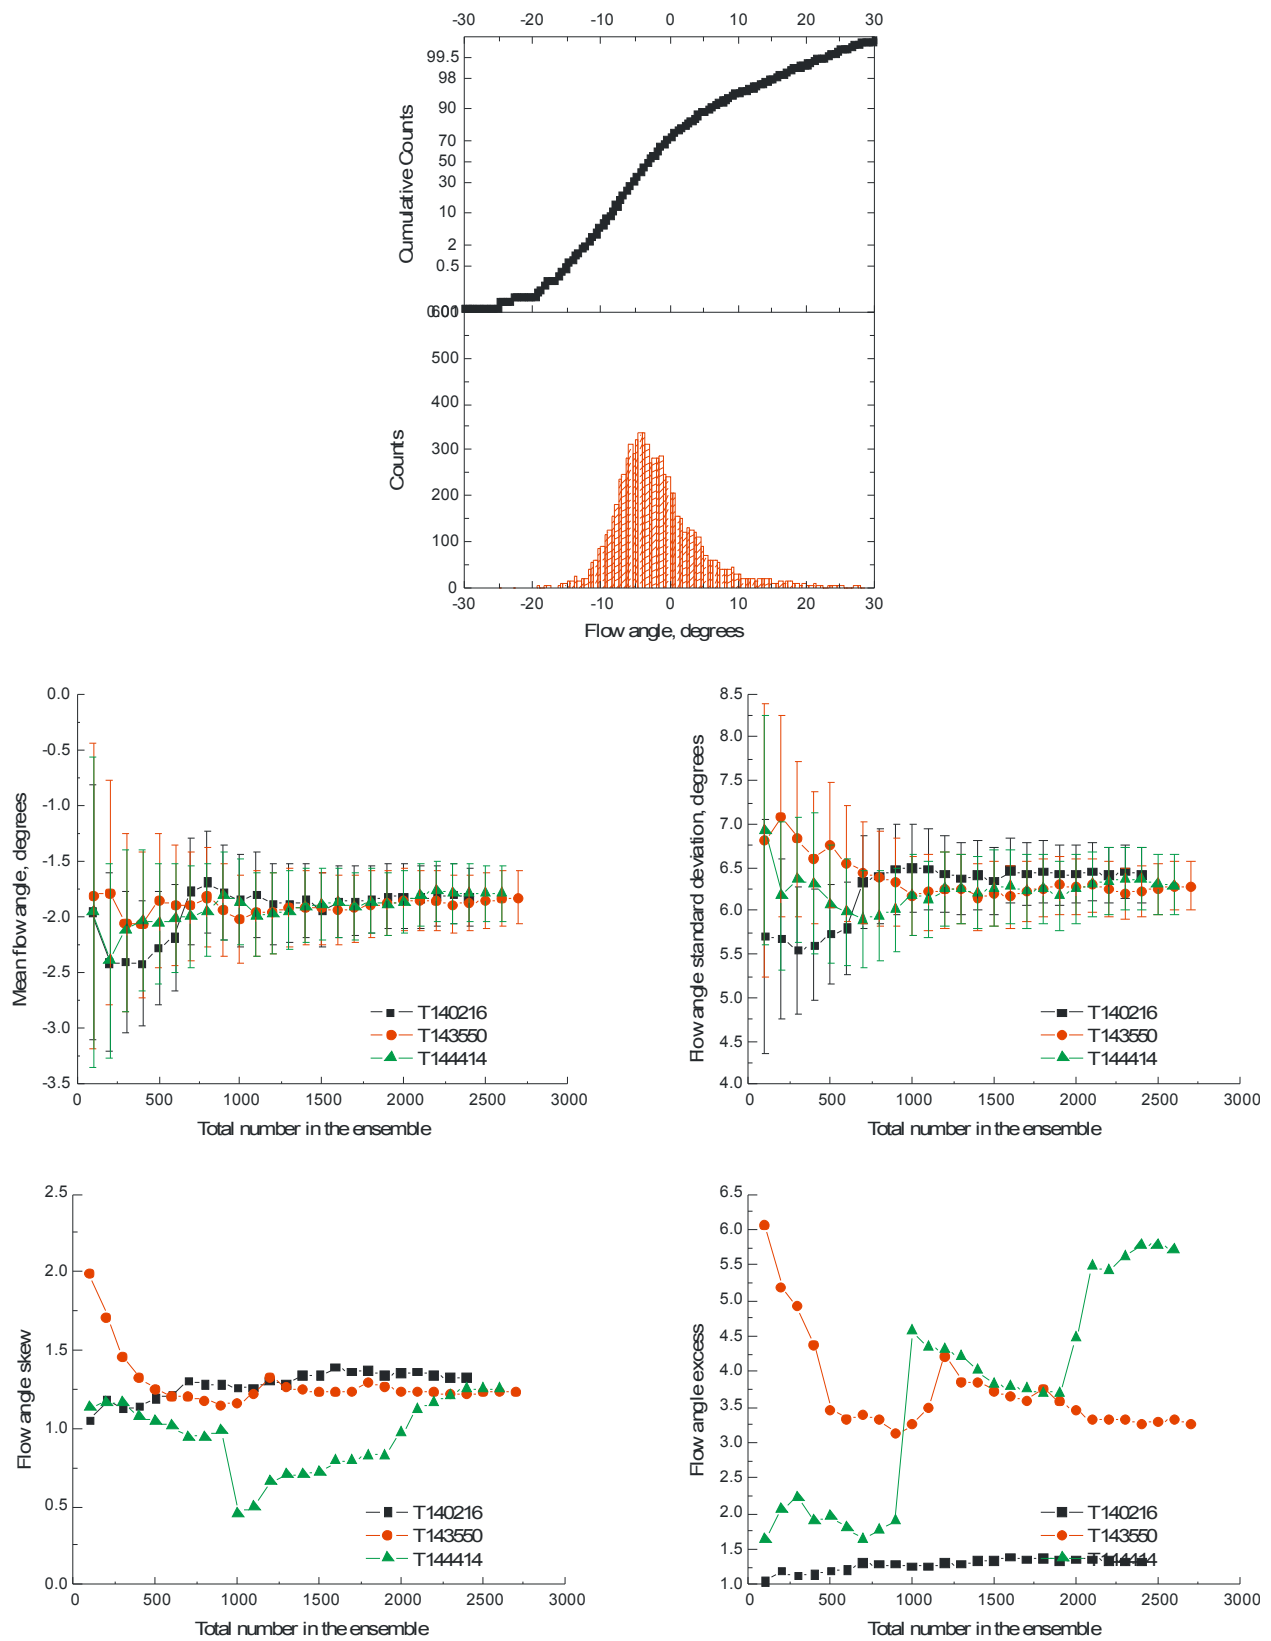 -30 -20 -10 0 10 20 30
99.5
98
90
70
50
30
10
2
0.5
0.01
Cumulative Counts
600
500
400
300
200
100
0
Counts
-30 -20 -10 0 10 20 30
Flow angle, degrees
0.0
-0.5
-1.0
-1.5
-2.0
-2.5
-3.0
-3.5
Mean flow angle, degrees
T140216
T143550
T144414
0 500 1000 1500 2000 2500 3000
Total number in the ensemble
8.5
8.0
7.5
7.0
6.5
6.0
5.5
5.0
4.5
4.0
Flow angle standard deviation, degrees
T140216
T143550
T144414
0 500 1000 1500 2000 2500 3000
Total number in the ensemble
2.5
2.0
1.5
1.0
0.5
0.0
Flow angle skew
T140216
T143550
T144414
0 500 1000 1500 2000 2500 3000
Total number in the ensemble
6.5
6.0
5.5
5.0
4.5
4.0
3.5
3.0
2.5
2.0
1.5
1.0
Flow angle excess
T140216
T143550
T144414
0 500 1000 1500 2000 2500 3000
Total number in the ensemble